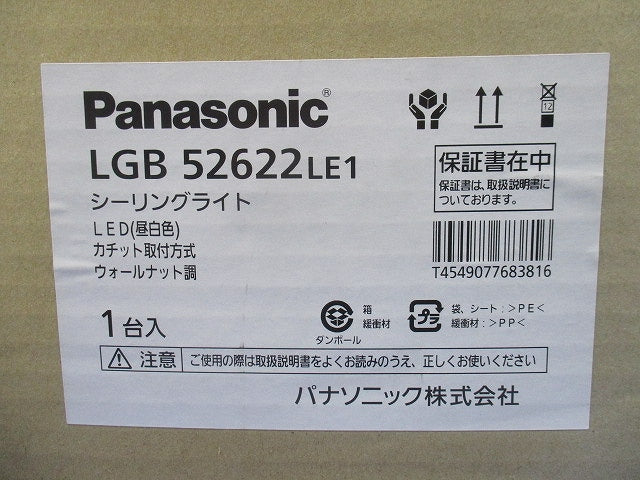 Panasonic®
LGB 52622LE1
シーリングライト
LED(昼白色)
カチット取付方式
ウォールナット調
1台入
12
保証書在中
保証書は、取扱説明書に
ついております。
T4549077683816
箱
緩衝材
ダンボール
プラ
袋、シート:>PE<
緩衝材:>PP<
注意
ご使用の際は取扱説明書をよくお読みのうえ、正しくお使いください
パナソニック株式会社